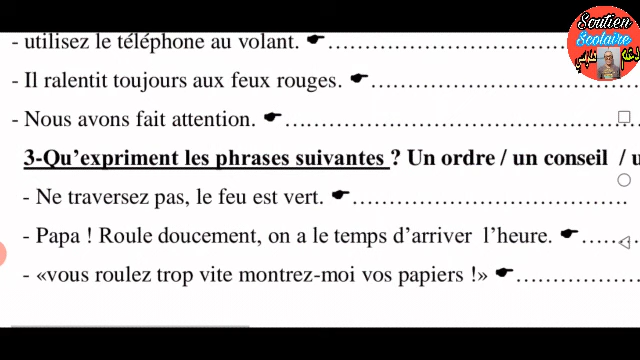 Soutien
Scolaire
- utilisez le téléphone au volant. ☛………………………
- Il ralentit toujours aux feux rouges. ☛………………………
- Nous avons fait attention. ☛………………………
3-Qu’expriment les phrases suivantes ? Un ordre / un conseil / u
- Ne traversez pas, le feu est vert. ☛………………………
- Papa ! Roule doucement, on a le temps d’arriver l’heure. ☛……
- «vous roulez trop vite montrez-moi vos papiers !» ☛………………